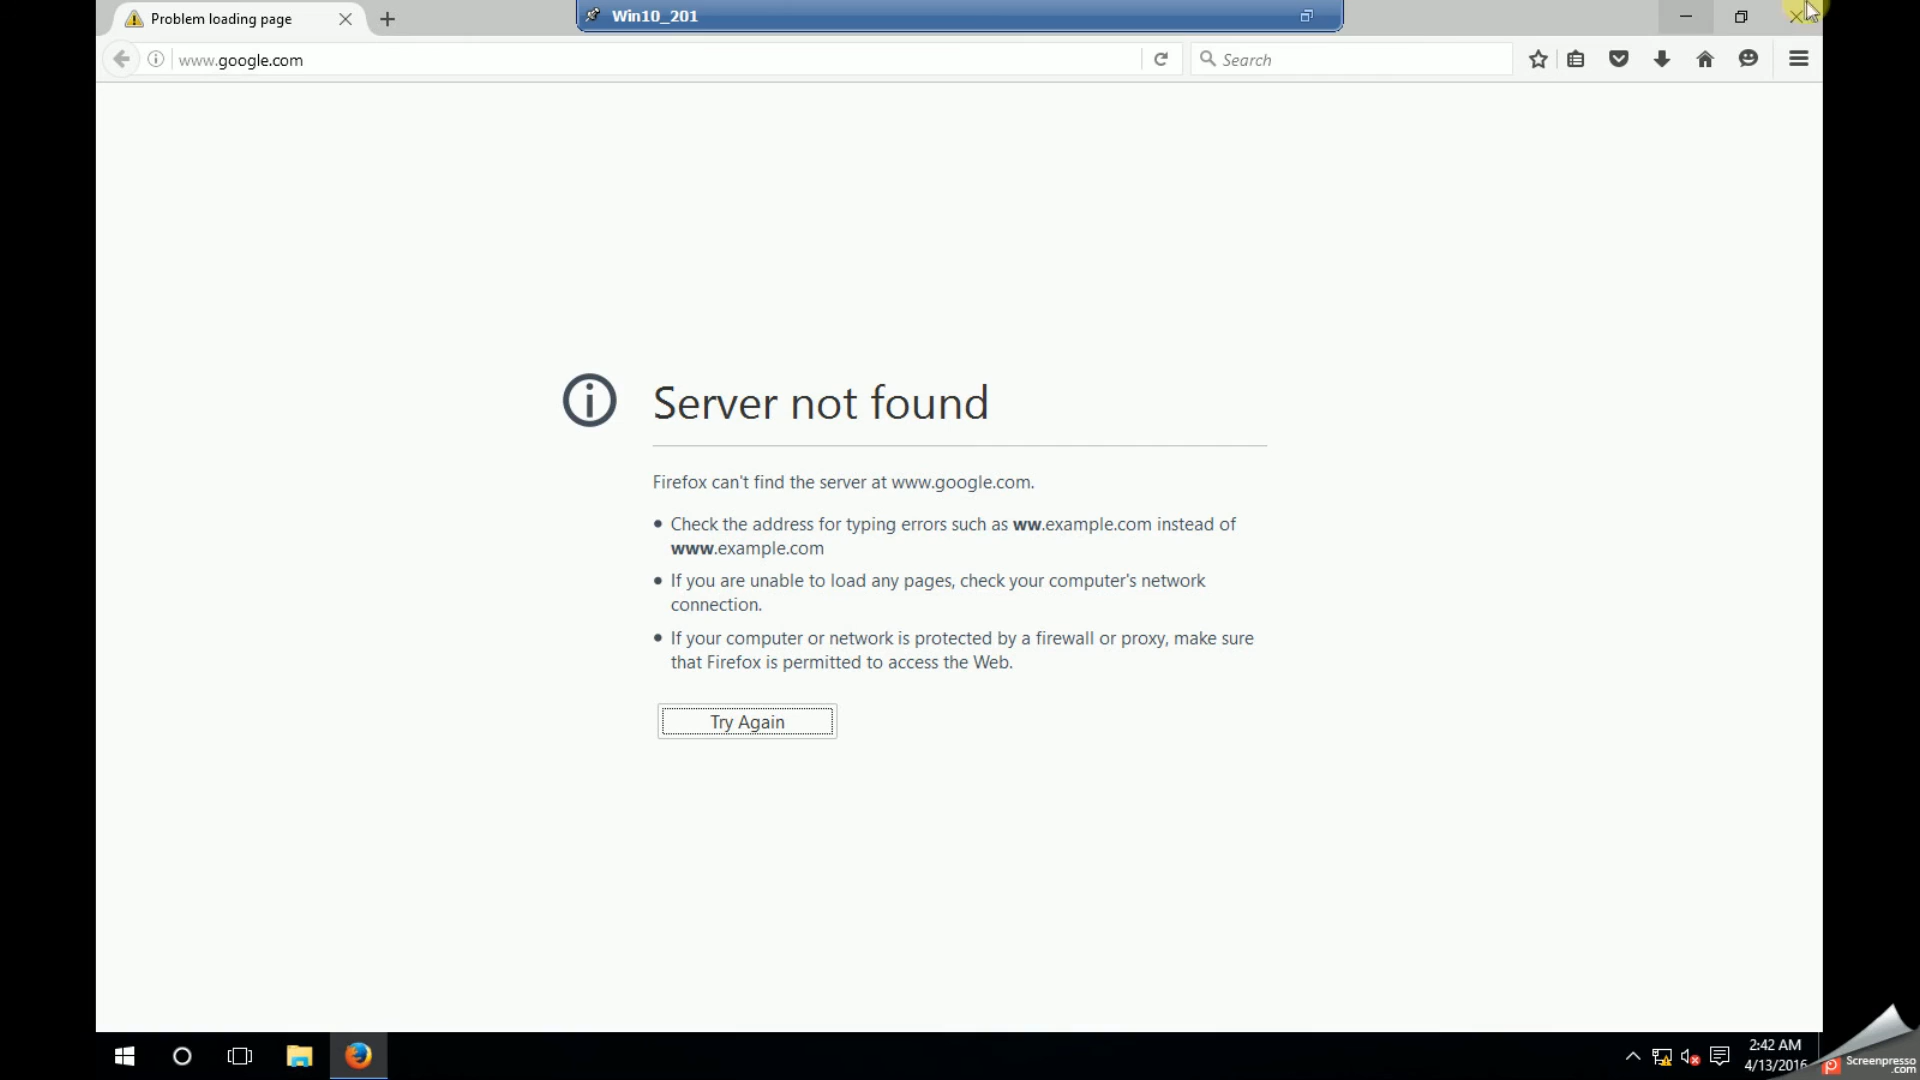 Problem loading page
Win10_201
www.google.com
Search
Server not found
Firefox can't find the server at www.google.com.
Check the address for typing errors such as ww.example.com instead of
www.example.com
If you are unable to load any pages, check your computer's network
connection.
If your computer or network is protected by a firewall or proxy, make sure
that Firefox is permitted to access the Web.
Try Again
2:42 AM
4/13/2016
Screenpresso
.com